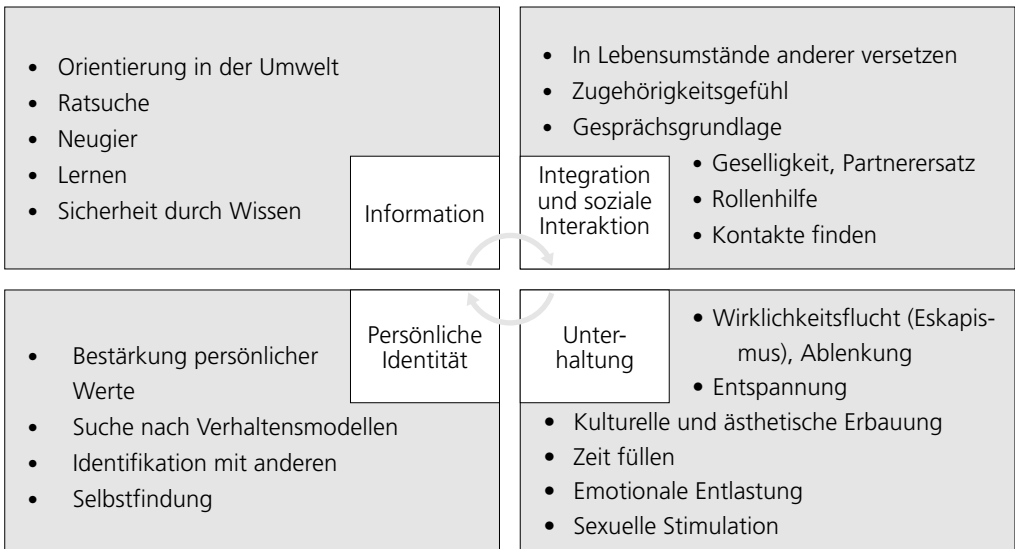 • Orientierung in der Umwelt
• Ratsuche
• Neugier
• Lernen
• Sicherheit durch Wissen
Information
• In Lebensumstände anderer versetzen
• Zugehörigkeitsgefühl
• Gesprächsgrundlage
• Geselligkeit, Partnerersatz
• Rollenhilfe
• Kontakte finden
Integration
und soziale
Interaktion
Persönliche
Identität
• Bestärkung persönlicher
Werte
• Suche nach Verhaltensmodellen
• Identifikation mit anderen
• Selbstfindung
Unter-
haltung
• Wirklichkeitsflucht (Eskapis-
mus), Ablenkung
• Entspannung
• Kulturelle und ästhetische Erbauung
• Zeit füllen
• Emotionale Entlastung
• Sexuelle Stimulation